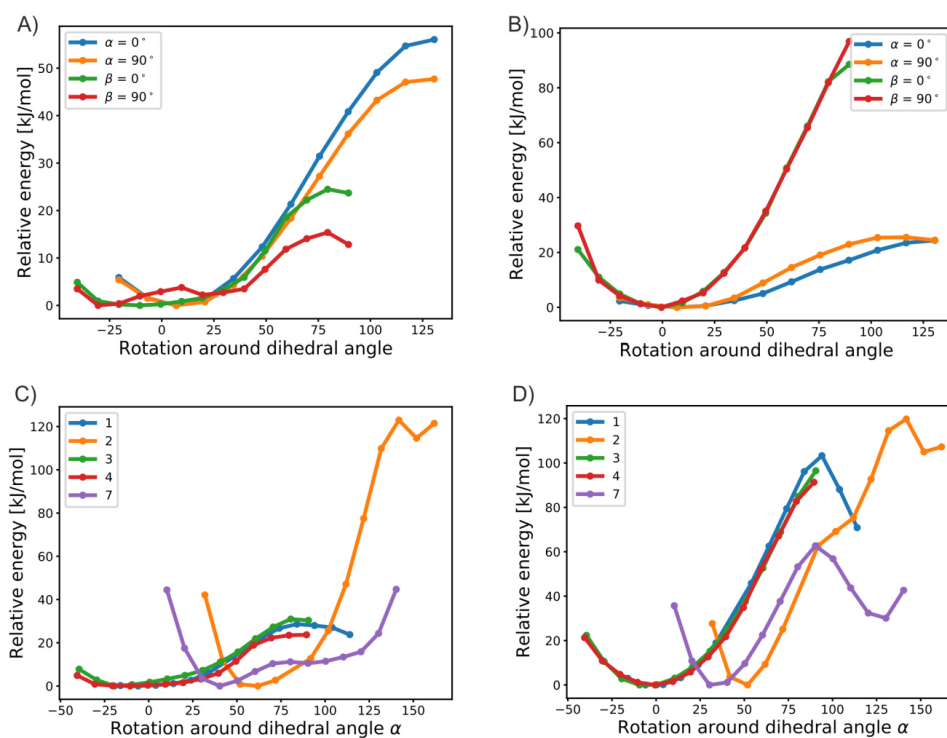 A)
α = 0°
α = 90°
β = 0°
β = 90°
Relative energy [kJ/mol]
50
40
30
20
10
0
−25 0 25 50 75 100 125
Rotation around dihedral angle
B)
α = 0°
α = 90°
β = 0°
β = 90°
Relative energy [kJ/mol]
100
80
60
40
20
0
−25 0 25 50 75 100 125
Rotation around dihedral angle
C)
1
2
3
4
7
Relative energy [kJ/mol]
120
100
80
60
40
20
0
−50 −25 0 25 50 75 100 125 150
Rotation around dihedral angle α
D)
1
2
3
4
7
Relative energy [kJ/mol]
120
100
80
60
40
20
0
−50 −25 0 25 50 75 100 125 150
Rotation around dihedral angle α